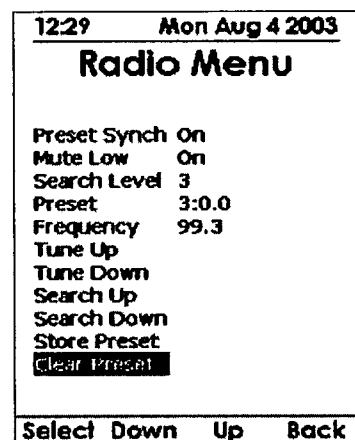 12:29 Mon Aug 4 2003
Radio Menu
Preset Synch On
Mute Low On
Search Level 3
Preset 3:0.0
Frequency 99.3
Tune Up
Tune Down
Search Up
Search Down
Store Preset
Clear Preset
Select Down Up Back